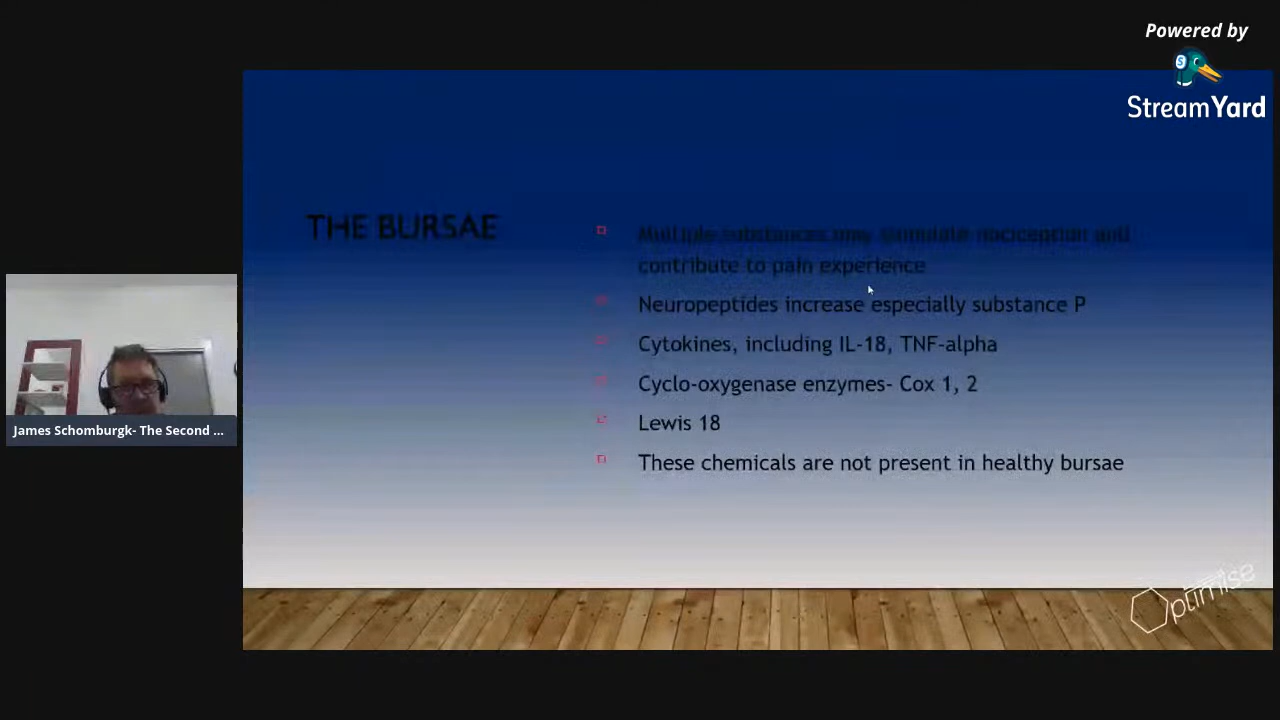 Powered by
StreamYard
THE BURSAE
Multiple substances may stimulate nociception and
contribute to pain experience
Neuropeptides increase especially substance P
Cytokines, including IL-18, TNF-alpha
Cyclo-oxygenase enzymes- Cox 1, 2
Lewis 18
These chemicals are not present in healthy bursae
James Schomburgk- The Second ...
Optimise